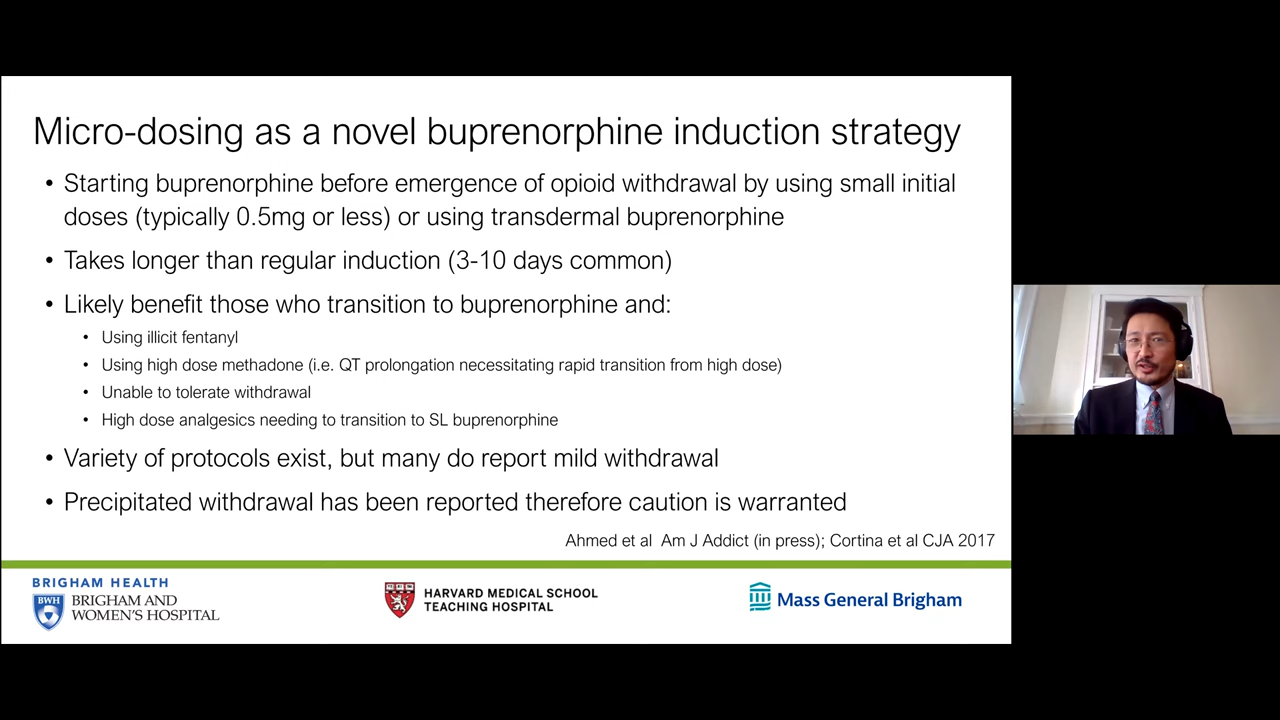 Micro-dosing as a novel buprenorphine induction strategy
• Starting buprenorphine before emergence of opioid withdrawal by using small initial
doses (typically 0.5mg or less) or using transdermal buprenorphine
• Takes longer than regular induction (3-10 days common)
• Likely benefit those who transition to buprenorphine and:
• Using illicit fentanyl
• Using high dose methadone (i.e. QT prolongation necessitating rapid transition from high dose)
• Unable to tolerate withdrawal
• High dose analgesics needing to transition to SL buprenorphine
• Variety of protocols exist, but many do report mild withdrawal
• Precipitated withdrawal has been reported therefore caution is warranted
Ahmed et al  Am J Addict (in press); Cortina et al CJA 2017
BRIGHAM HEALTH
BWH
BRIGHAM AND
WOMEN'S HOSPITAL
HARVARD MEDICAL SCHOOL
TEACHING HOSPITAL
Mass General Brigham